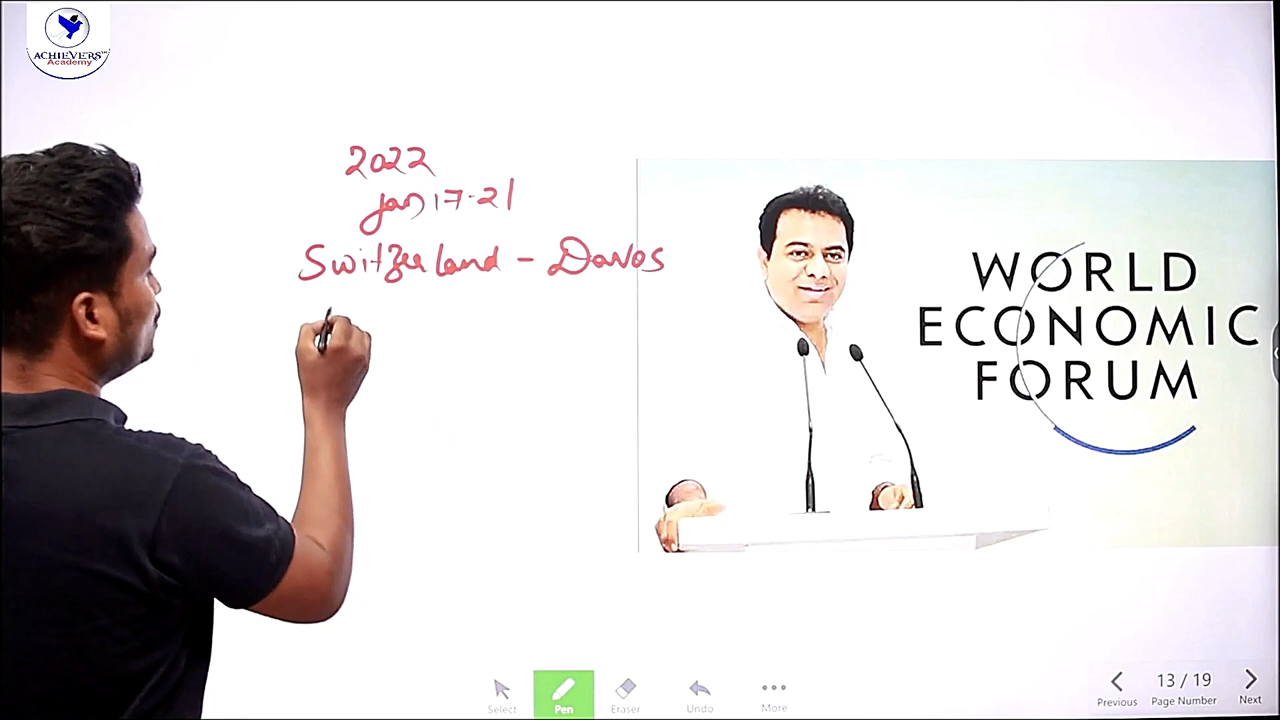 ACHIEVERS™
Academy
2022
Jan 17-21
Switzerland - Davos
WORLD
ECONOMIC
FORUM
Select
Pen
Eraser
Undo
More
Previous
13 / 19
Page Number
Next